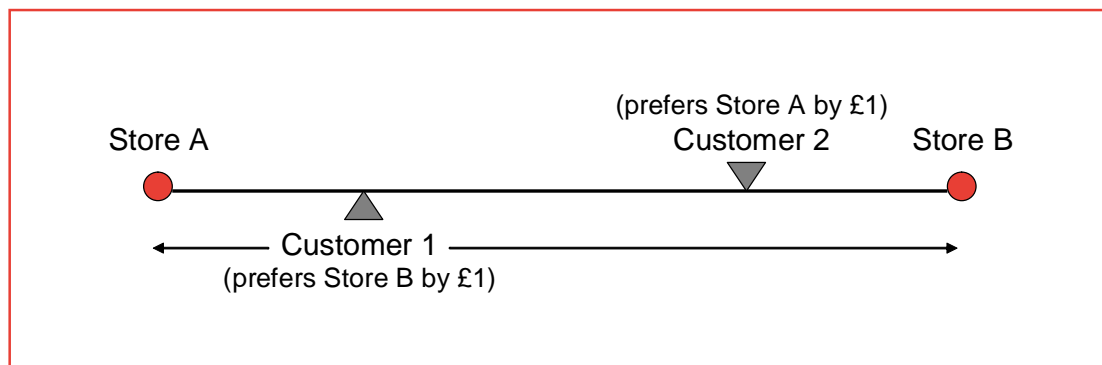 (prefers Store A by £1)
Store A
Customer 2
Store B
Customer 1
(prefers Store B by £1)